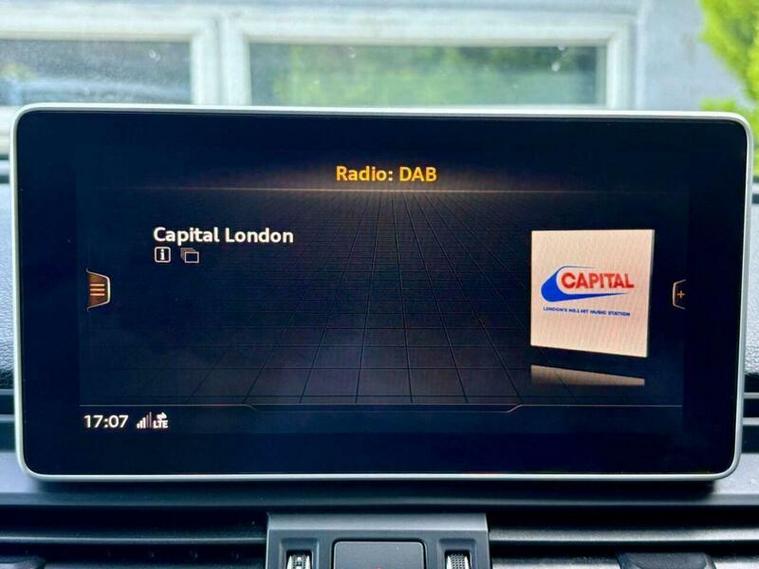 Radio: DAB
Capital London
CAPITAL
LONDON'S NO.1 HIT MUSIC STATION
17:07
LTE